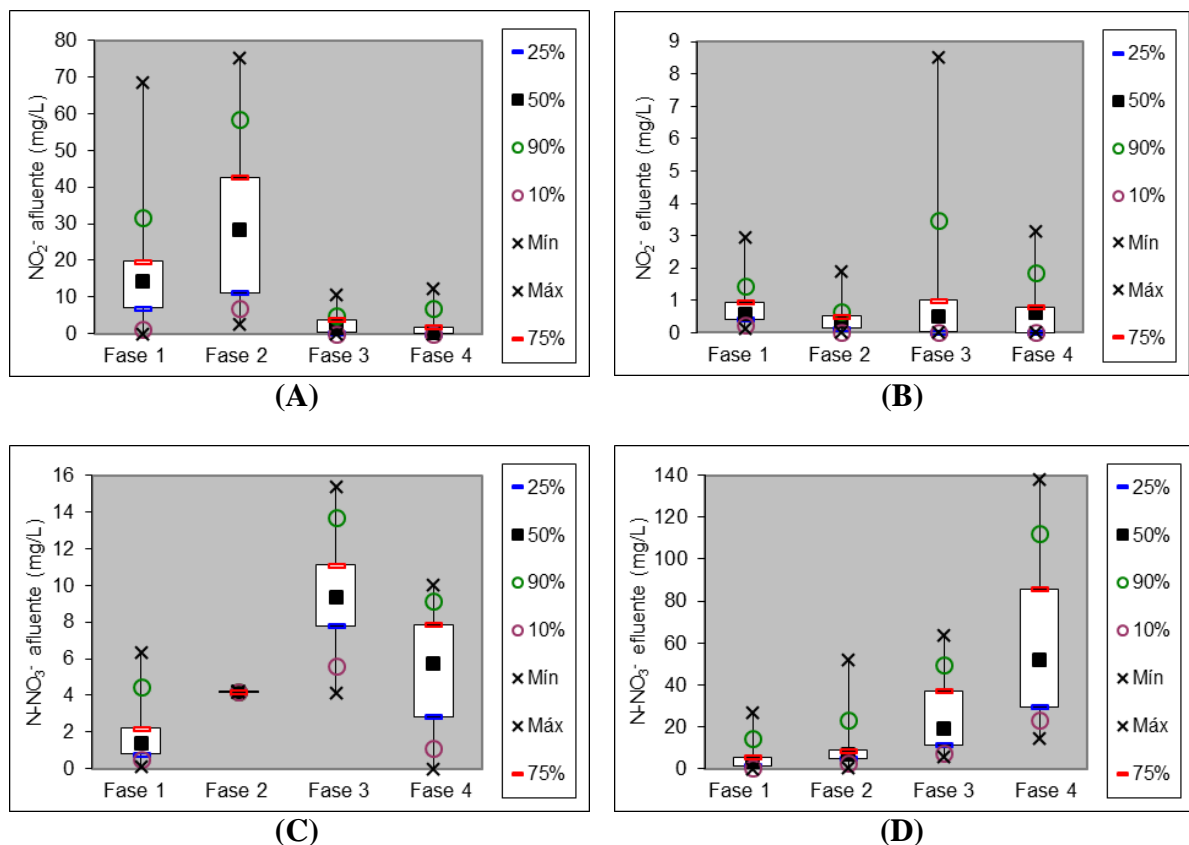 NO₂⁻ afluente (mg/L)
80
70
60
50
40
30
20
10
0
Fase 1 Fase 2 Fase 3 Fase 4
25%
50%
90%
10%
Mín
Máx
75%
(A)
NO₂⁻ efluente (mg/L)
9
8
7
6
5
4
3
2
1
0
Fase 1 Fase 2 Fase 3 Fase 4
25%
50%
90%
10%
Mín
Máx
75%
(B)
N-NO₃⁻ afluente (mg/L)
16
14
12
10
8
6
4
2
0
Fase 1 Fase 2 Fase 3 Fase 4
25%
50%
90%
10%
Mín
Máx
75%
(C)
N-NO₃⁻ efluente (mg/L)
140
120
100
80
60
40
20
0
Fase 1 Fase 2 Fase 3 Fase 4
25%
50%
90%
10%
Mín
Máx
75%
(D)